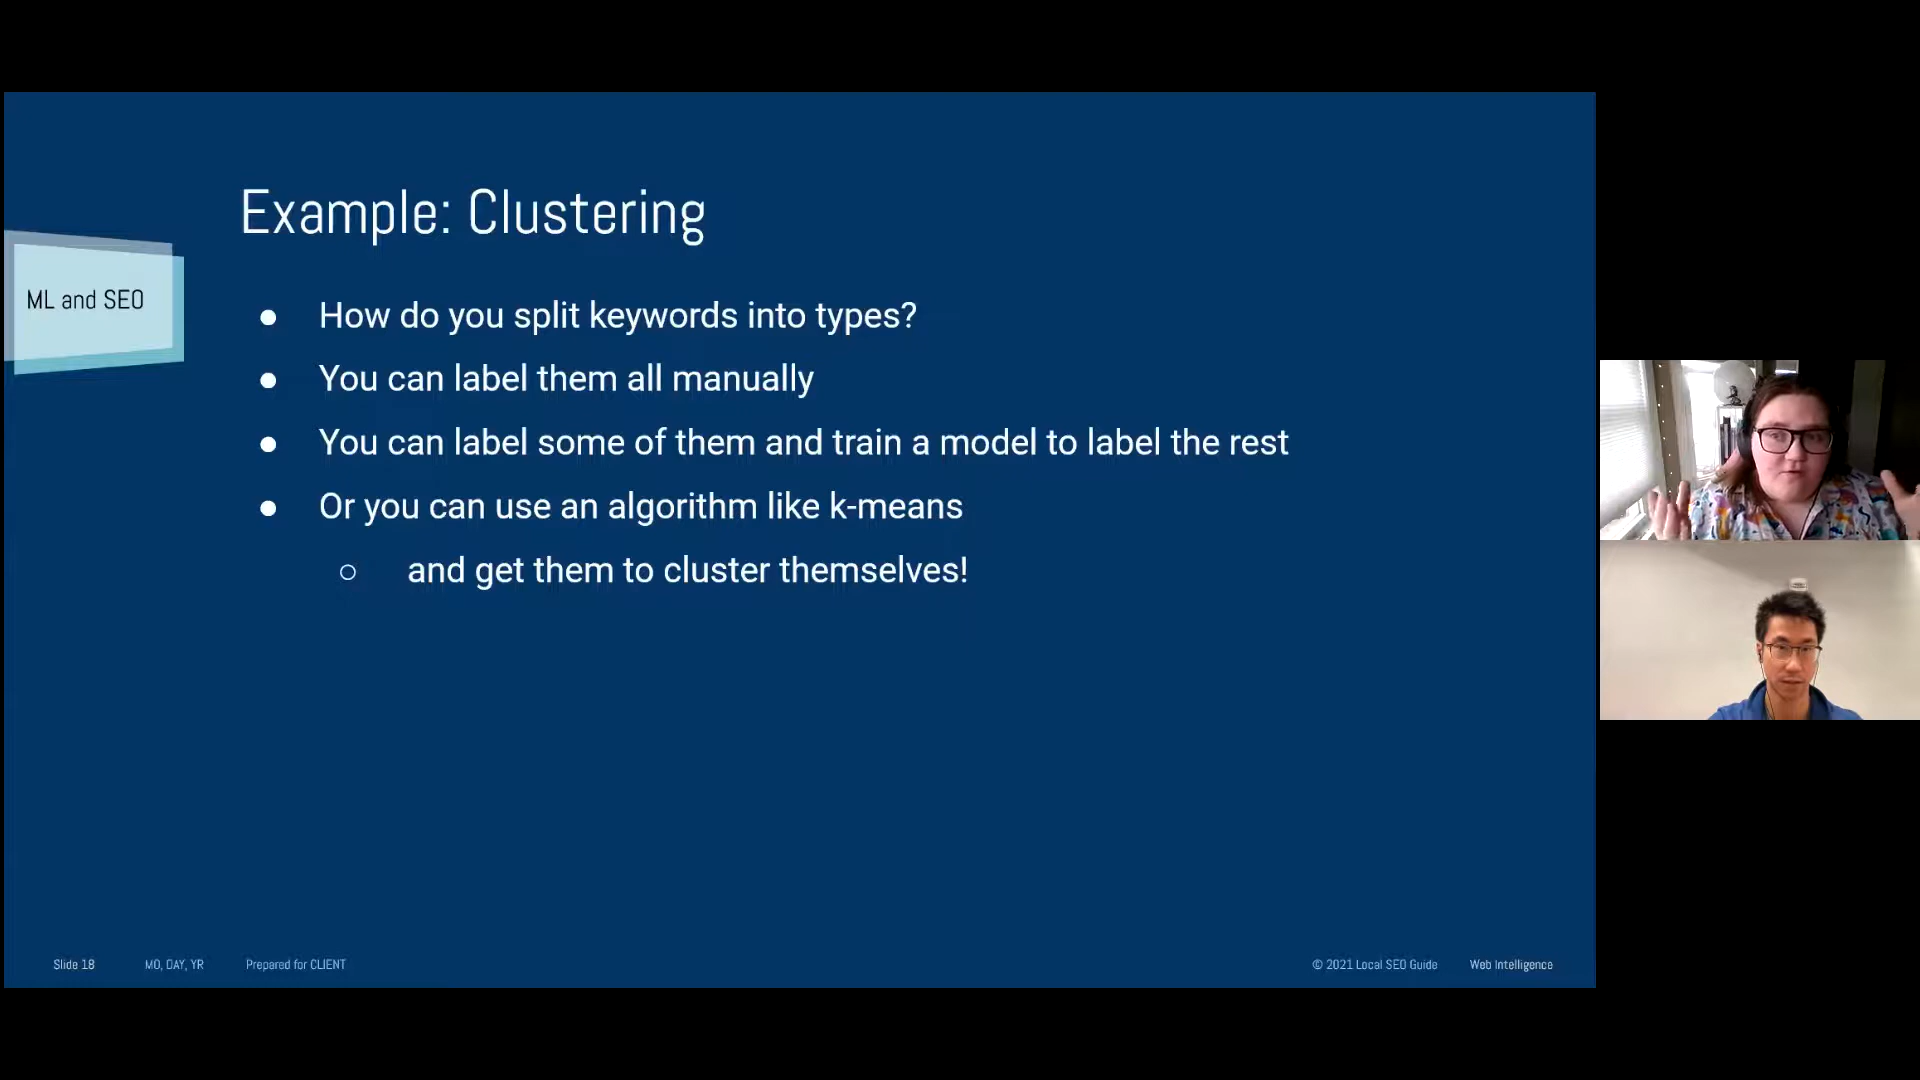 Example: Clustering
ML and SEO
● How do you split keywords into types?
● You can label them all manually
● You can label some of them and train a model to label the rest
● Or you can use an algorithm like k-means
○ and get them to cluster themselves!
Slide 18 MO, DAY, YR Prepared for CLIENT © 2021 Local SEO Guide Web Intelligence